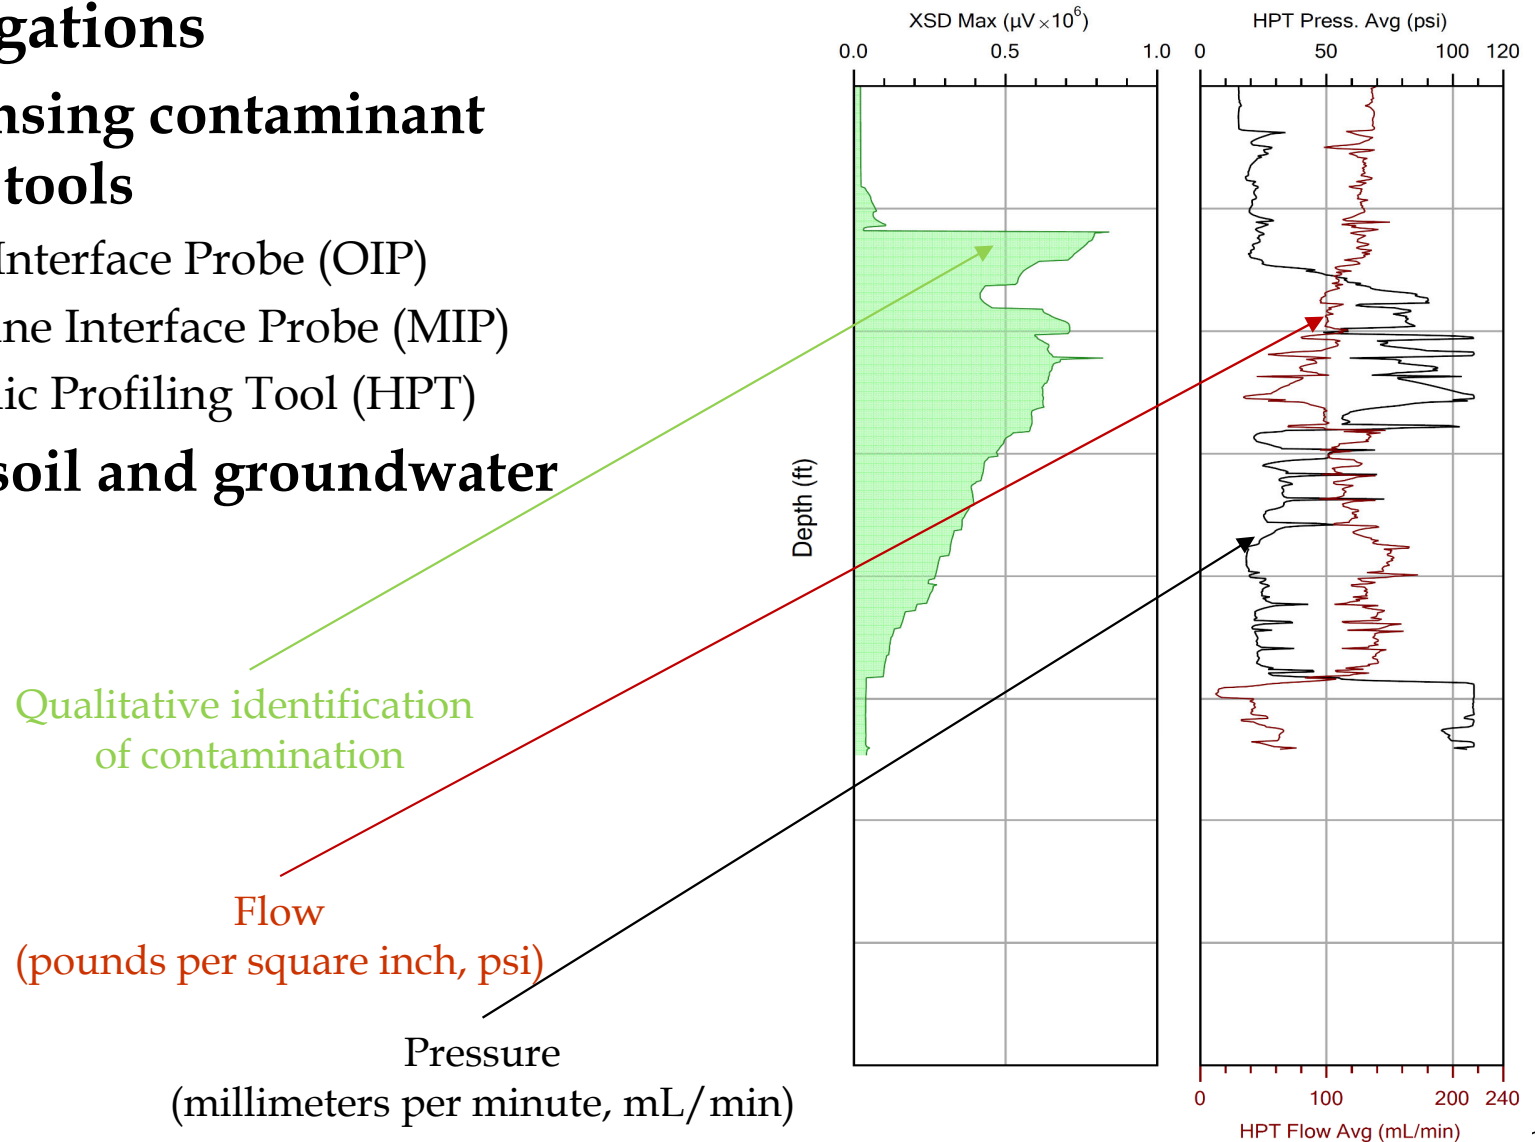 gations
nsing contaminant
tools
Interface Probe (OIP)
ne Interface Probe (MIP)
ic Profiling Tool (HPT)
soil and groundwater
Qualitative identification
of contamination
Flow
(pounds per square inch, psi)
Pressure
(millimeters per minute, mL/min)
XSD Max (µV×10⁶)
0.0 0.5 1.0
Depth (ft)
HPT Press. Avg (psi)
0 50 100 120
0 100 200 240
HPT Flow Avg (mL/min)